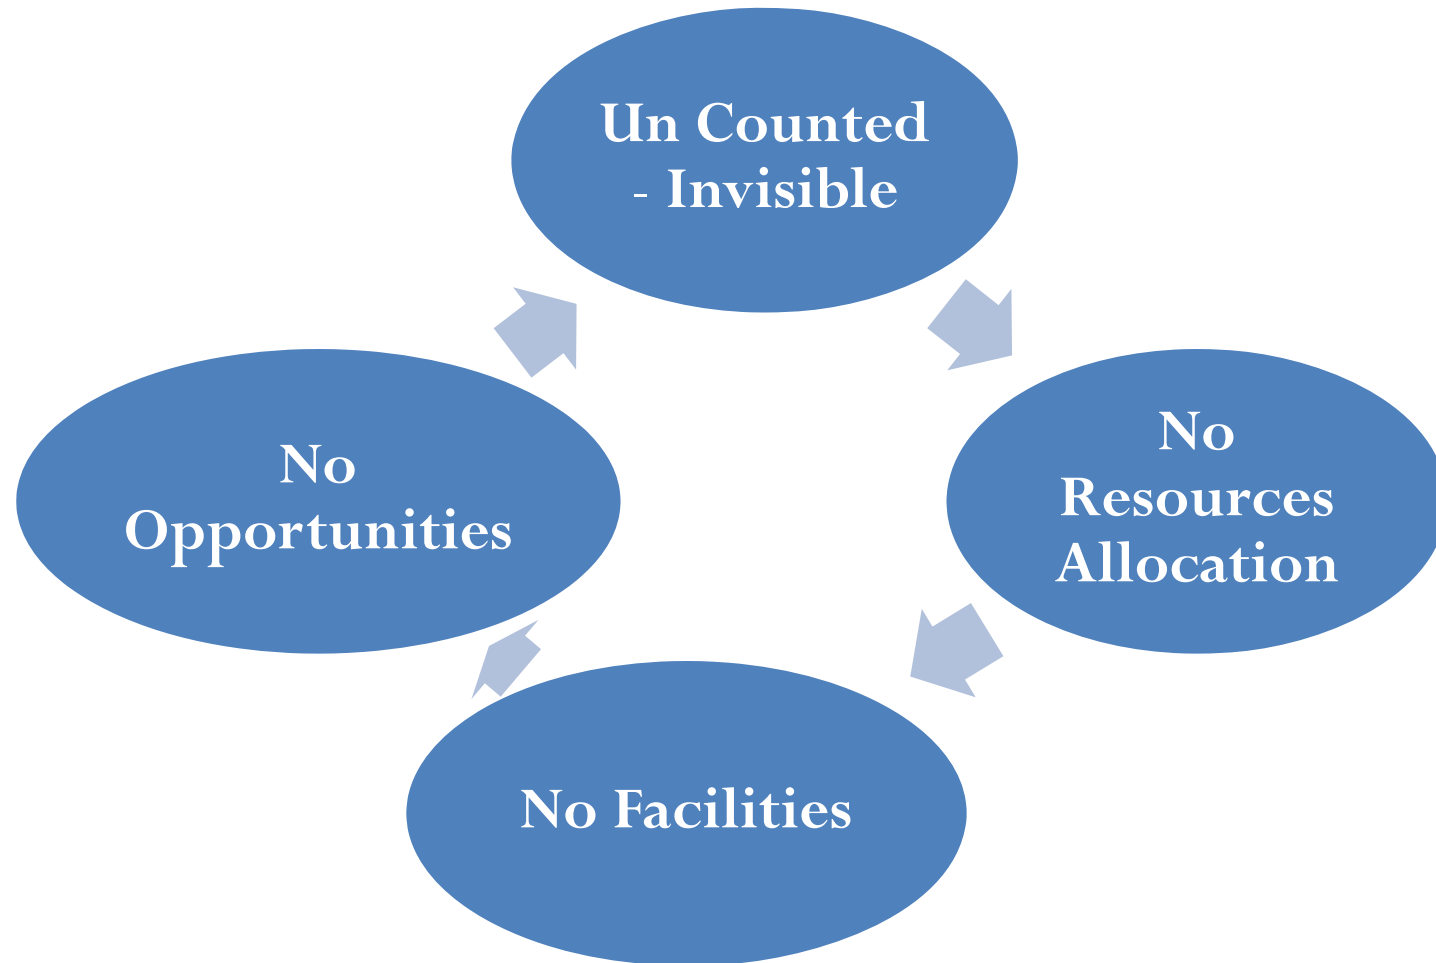 Un Counted
- Invisible
No
Resources
Allocation
No Facilities
No
Opportunities